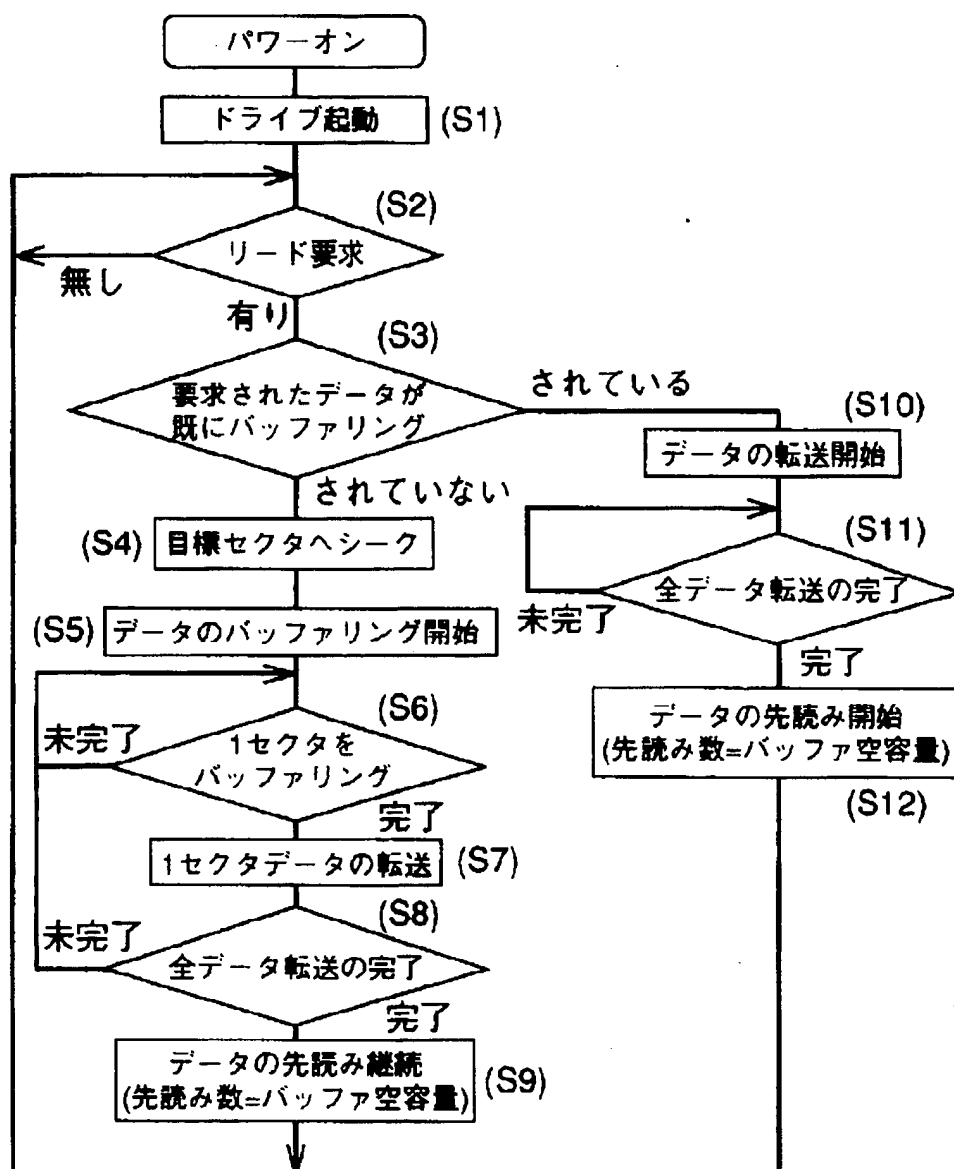 パワーオン
ドライブ起動 (S1)
(S2)
リード要求
無し
有り
(S3)
要求されたデータが
既にバッファリング
されている
されていない
(S10)
データの転送開始
(S4) 目標セクタへシーク
(S11)
全データ転送の完了
未完了
完了
(S5) データのバッファリング開始
(S6)
未完了
1セクタを
バッファリング
完了
データの先読み開始
(先読み数=バッファ空容量)
(S12)
1セクタデータの転送 (S7)
(S8)
未完了
全データ転送の完了
完了
データの先読み継続
(先読み数=バッファ空容量)
(S9)